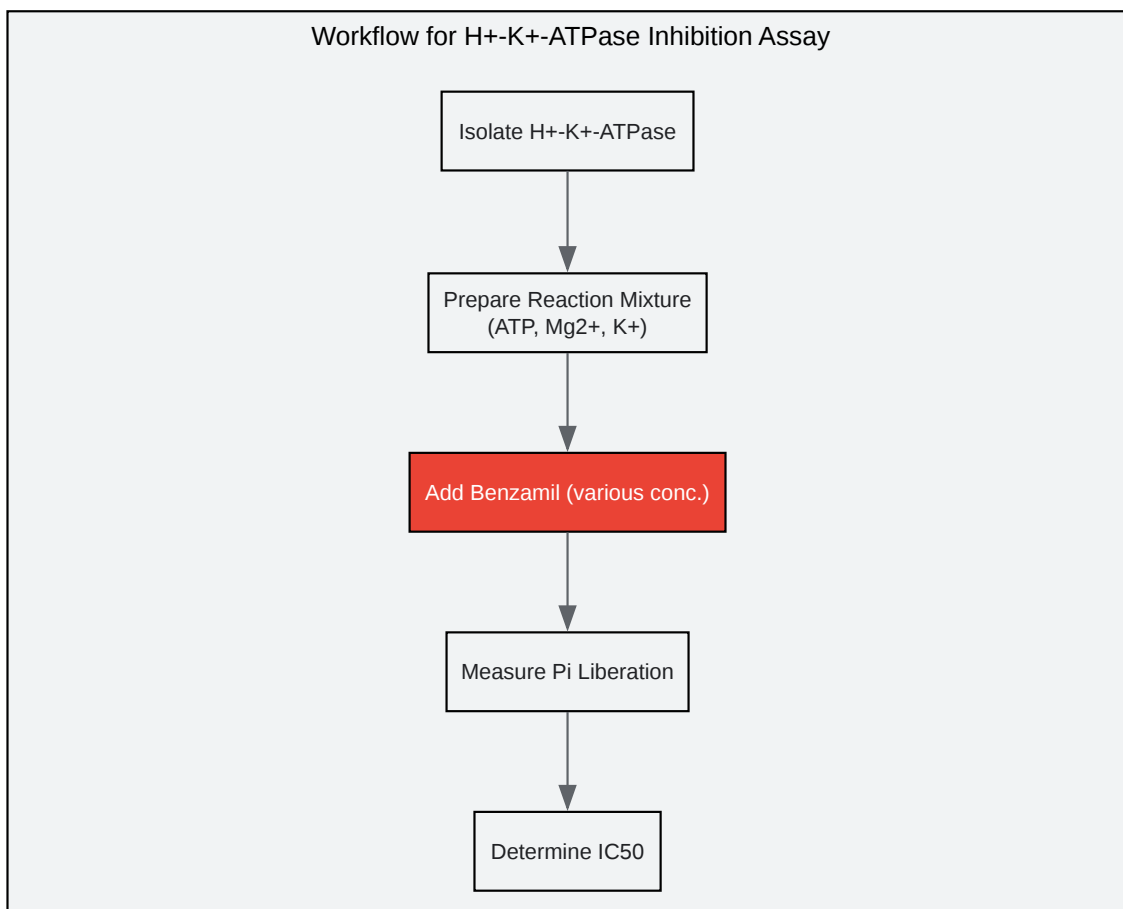 Workflow for H+-K+-ATPase Inhibition Assay
Isolate H+-K+-ATPase
Prepare Reaction Mixture
(ATP, Mg2+, K+)
Add Benzamil (various conc.)
Measure Pi Liberation
Determine IC50